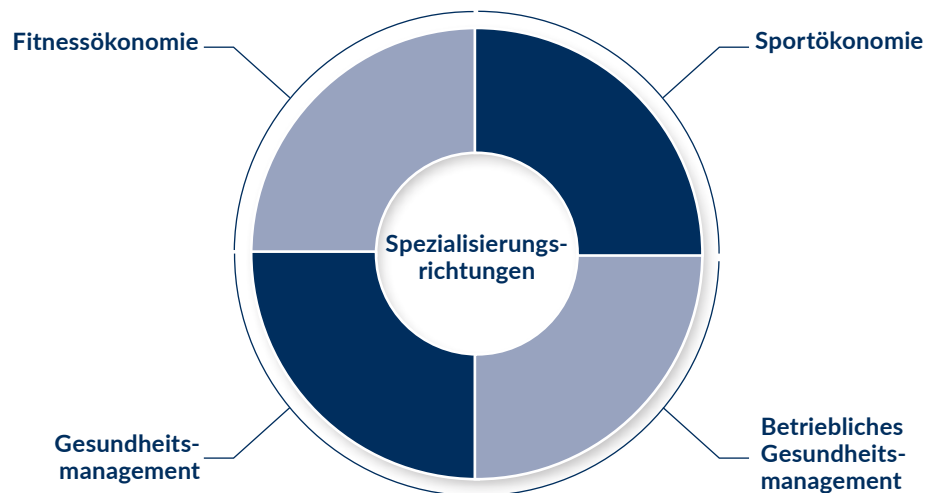 Fitnessökonomie
Sportökonomie
Spezialisierungs-
richtungen
Gesundheits-
management
Betriebliches
Gesundheits-
management